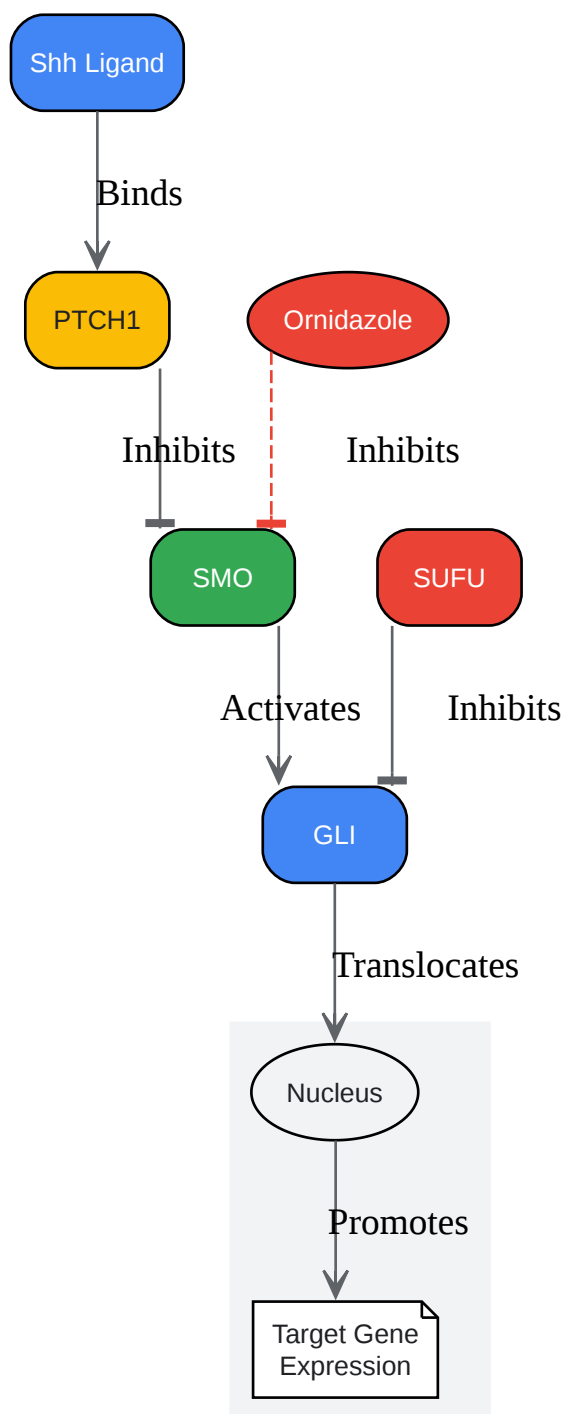 Shh Ligand
Binds
PTCH1
Ornidazole
Inhibits
Inhibits
SMO
SUFU
Activates
Inhibits
GLI
Translocates
Nucleus
Promotes
Target Gene
Expression